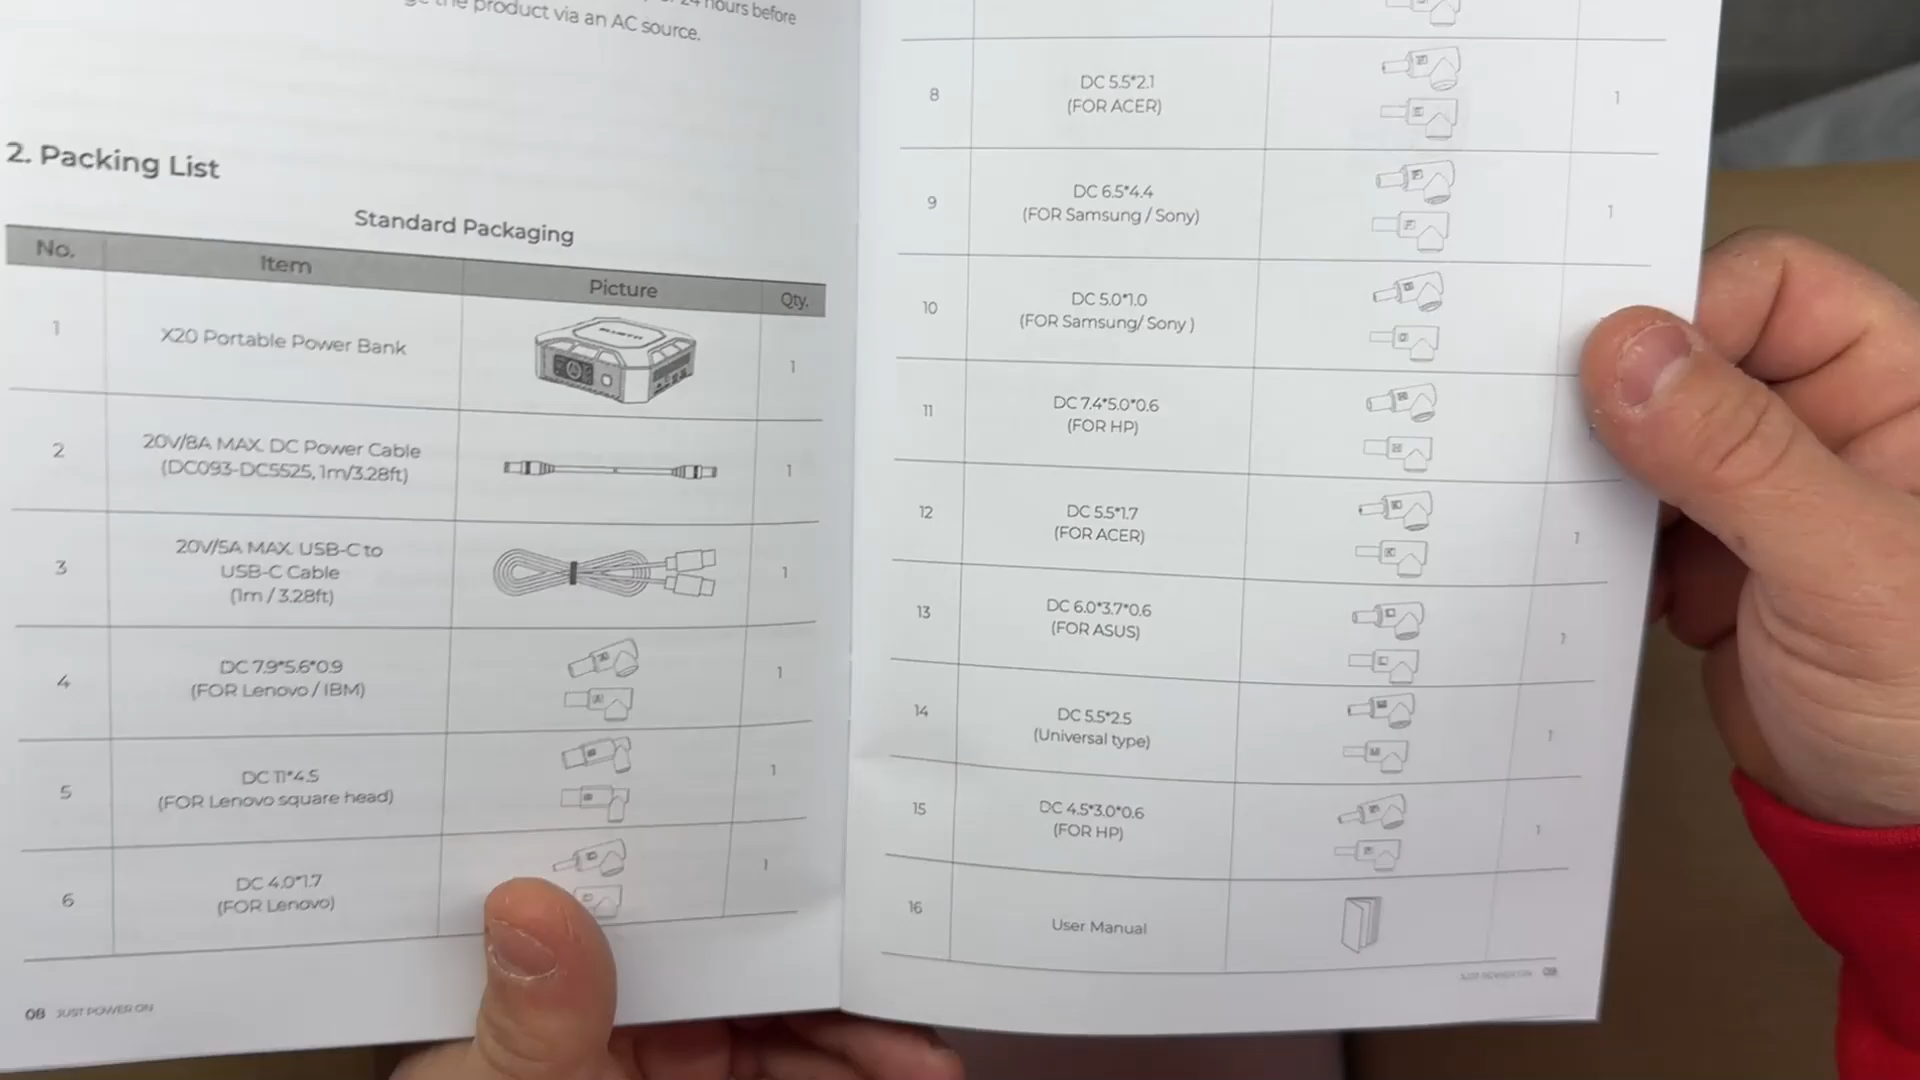 24 hours before
the product via an AC source.
2. Packing List
Standard Packaging
No.
Item
Picture
Qty.
1
X20 Portable Power Bank
1
2
20V/8A MAX. DC Power Cable
(DC093-DC5525, 1m/3.28ft)
1
3
20V/5A MAX. USB-C to
USB-C Cable
(1m / 3.28ft)
1
4
DC 7.9*5.6*0.9
(FOR Lenovo / IBM)
1
5
DC 11*4.5
(FOR Lenovo square head)
1
6
DC 4.0*1.7
(FOR Lenovo)
1
08 JUST POWER ON
8
DC 5.5*2.1
(FOR ACER)
1
9
DC 6.5*4.4
(FOR Samsung / Sony)
1
10
DC 5.0*1.0
(FOR Samsung/ Sony )
11
DC 7.4*5.0*0.6
(FOR HP)
12
DC 5.5*1.7
(FOR ACER)
1
13
DC 6.0*3.7*0.6
(FOR ASUS)
1
14
DC 5.5*2.5
(Universal type)
1
15
DC 4.5*3.0*0.6
(FOR HP)
1
16
User Manual
JUST POWER ON 09